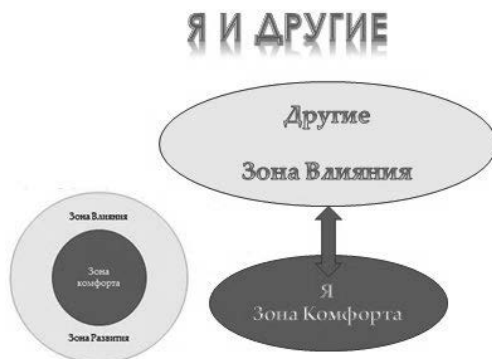 Я И ДРУГИЕ
Другие
Зона Влияния
Зона Влияния
Зона
комфорта
Зона Развития
Я
Зона Комфорта